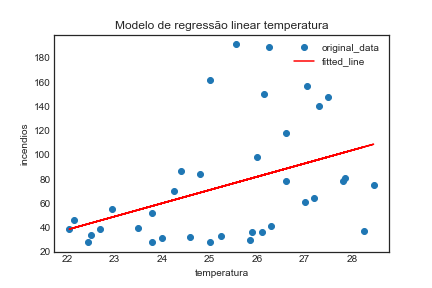 Modelo de regressão linear temperatura
original_data
fitted_line
incendios
180
160
140
120
100
80
60
40
20
22 23 24 25 26 27 28
temperatura